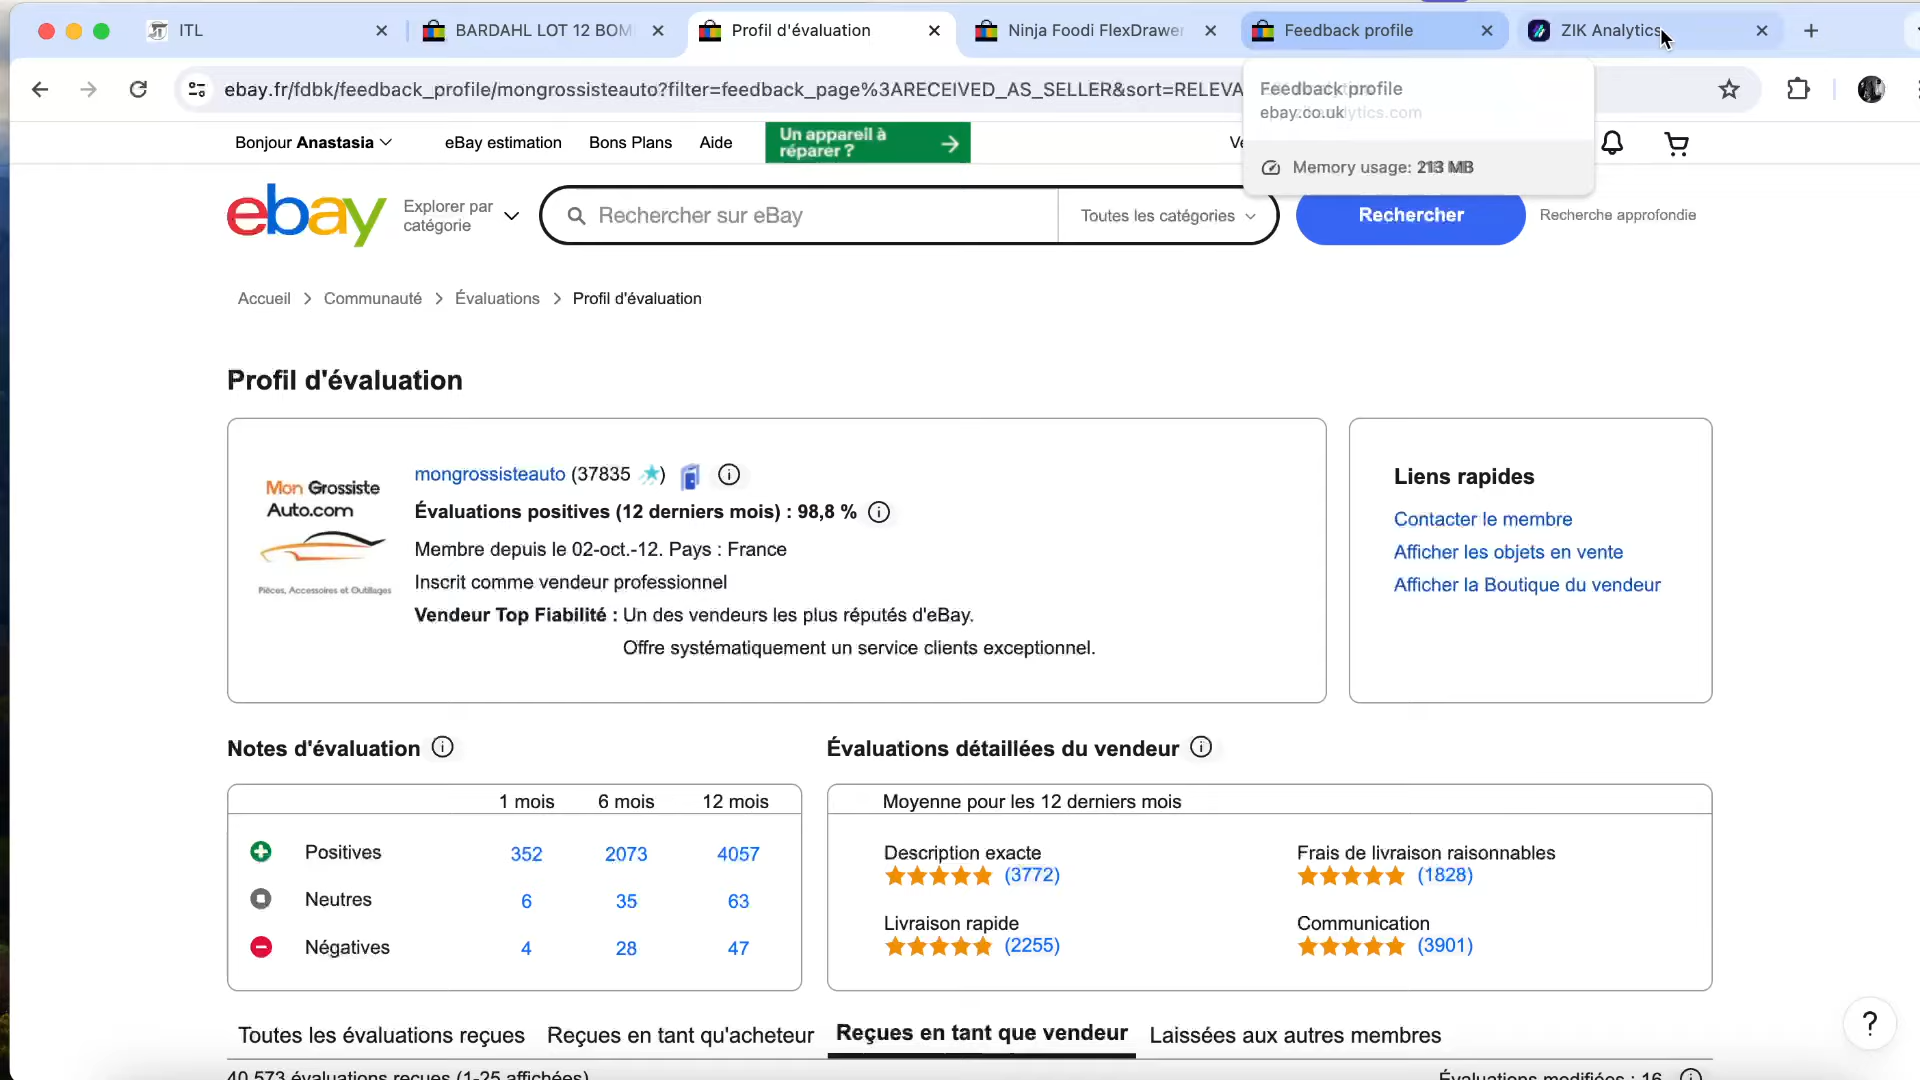 ITL
BARDAHL LOT 12 BOM
Profil d'évaluation
Ninja Foodi FlexDrawer
Feedback profile
ZIK Analytics
ebay.fr/fdbk/feedback_profile/mongrossisteauto?filter=feedback_page%3ARECEIVED_AS_SELLER&sort=RELEVA
Feedback profile
ebay.co.uk
Memory usage:
Bonjour Anastasia
eBay estimation
Bons Plans
Aide
Un appareil à
réparer ?
ebay
Explorer par
catégorie
Rechercher sur eBay
Toutes les catégories
Rechercher
Recherche approfondie
Accueil > Communauté > Évaluations > Profil d'évaluation
Profil d'évaluation
Mon Grossiste
Auto.com
Pièces, Accessoires et Outillages
mongrossisteauto (37835)
Évaluations positives (12 derniers mois) : 98,8 %
Membre depuis le 02-oct.-12. Pays : France
Inscrit comme vendeur professionnel
Vendeur Top Fiabilité : Un des vendeurs les plus réputés d'eBay.
Offre systématiquement un service clients exceptionnel.
Liens rapides
Contacter le membre
Afficher les objets en vente
Afficher la Boutique du vendeur
Notes d'évaluation
1 mois 6 mois 12 mois
Positives 352 2073 4057
Neutres 6 35 63
Négatives 4 28 47
Évaluations détaillées du vendeur
Moyenne pour les 12 derniers mois
Description exacte
(3772)
Frais de livraison raisonnables
(1828)
Livraison rapide
(2255)
Communication
(3901)
Toutes les évaluations reçues
Reçues en tant qu'acheteur
Reçues en tant que vendeur
Laissées aux autres membres
40 573 évaluations reçues (1-25 affichées)
Évaluations modifiées : 16
?